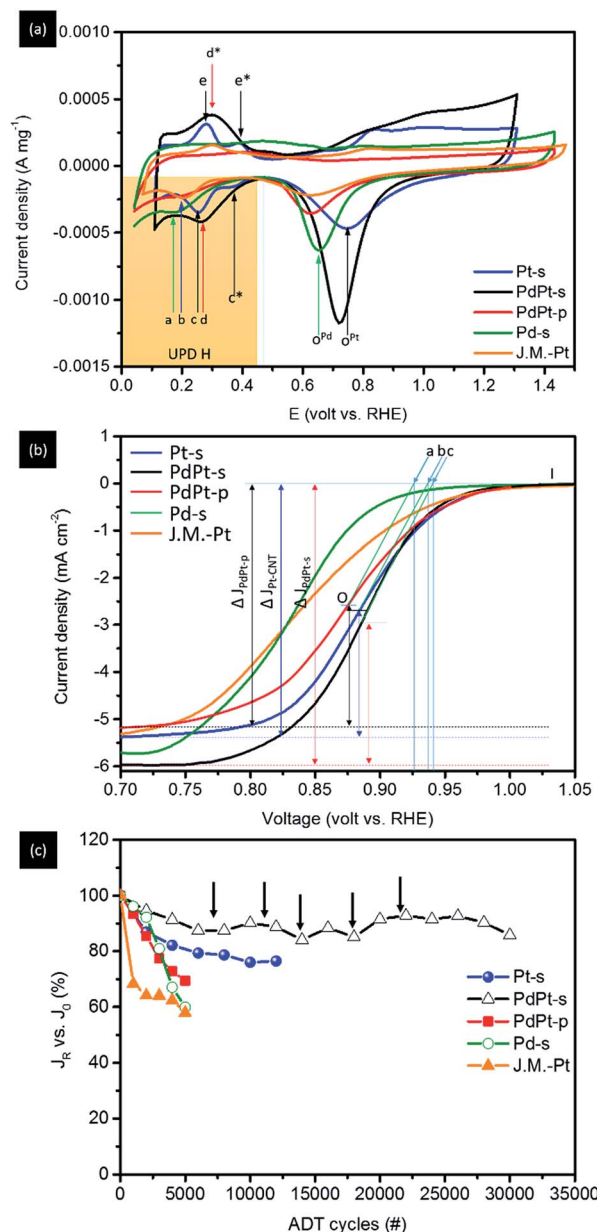 (a)
0.0010
0.0005
0.0000
-0.0005
-0.0010
-0.0015
Current density (A mg⁻¹)
d*
e
e*
a
b
c
d
c*
UPD H
O^Pd
O^Pt
Pt-s
PdPt-s
PdPt-p
Pd-s
J.M.-Pt
0.0 0.2 0.4 0.6 0.8 1.0 1.2 1.4
E (volt vs. RHE)
(b)
1
0
-1
-2
-3
-4
-5
-6
Current density (mA cm⁻²)
Pt-s
PdPt-s
PdPt-p
Pd-s
J.M.-Pt
a b c
I
Δ J_PdPt-p
Δ J_Pt-CNT
Δ J_PdPt-s
O
0.70 0.75 0.80 0.85 0.90 0.95 1.00 1.05
Voltage (volt vs. RHE)
(c)
120
100
80
60
40
20
0
J_R vs. J_0 (%)
Pt-s
PdPt-s
PdPt-p
Pd-s
J.M.-Pt
0 5000 10000 15000 20000 25000 30000 35000
ADT cycles (#)